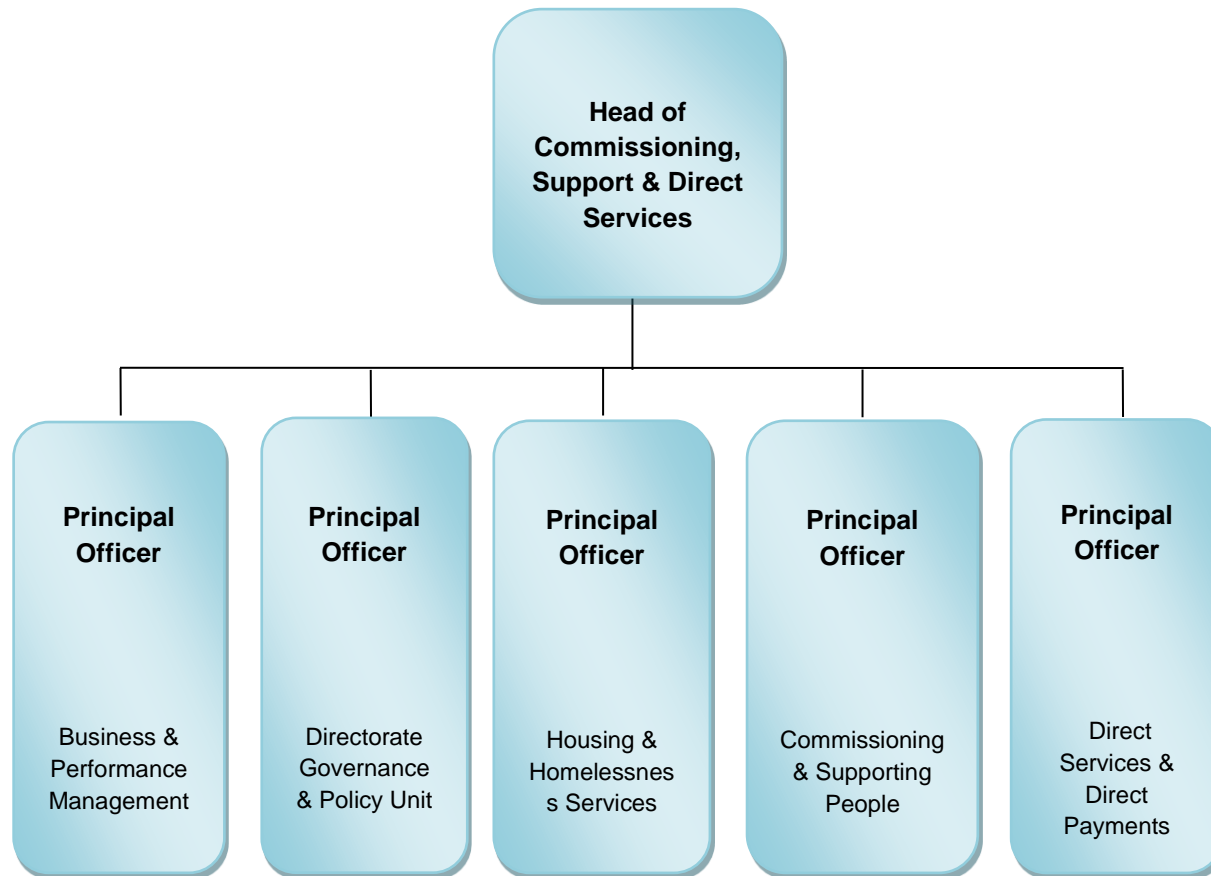 Head of
Commissioning,
Support & Direct
Services
Principal
Officer
Business &
Performance
Management
Principal
Officer
Directorate
Governance
& Policy Unit
Principal
Officer
Housing &
Homelessnes
s Services
Principal
Officer
Commissioning
& Supporting
People
Principal
Officer
Direct
Services &
Direct
Payments